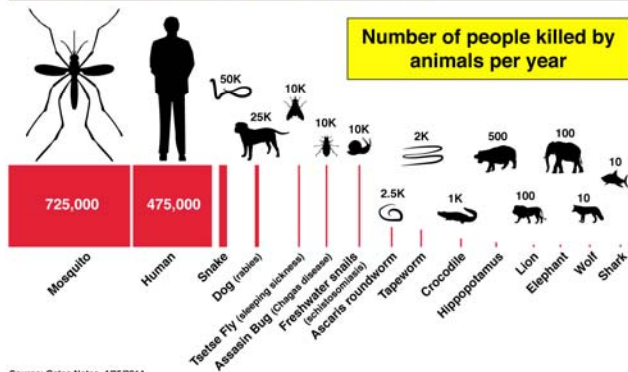 Number of people killed by
animals per year
50K
25K
10K
10K
10K
2K
500
100
10
2.5K
1K
100
10
725,000
475,000
Mosquito
Human
Snake
Dog (rabies)
Tsetse Fly (sleeping sickness)
Assasin Bug (Chagas disease)
Freshwater snails
(schistosomiasis)
Ascaris roundworm
Tapeworm
Crocodile
Hippopotamus
Lion
Elephant
Wolf
Shark